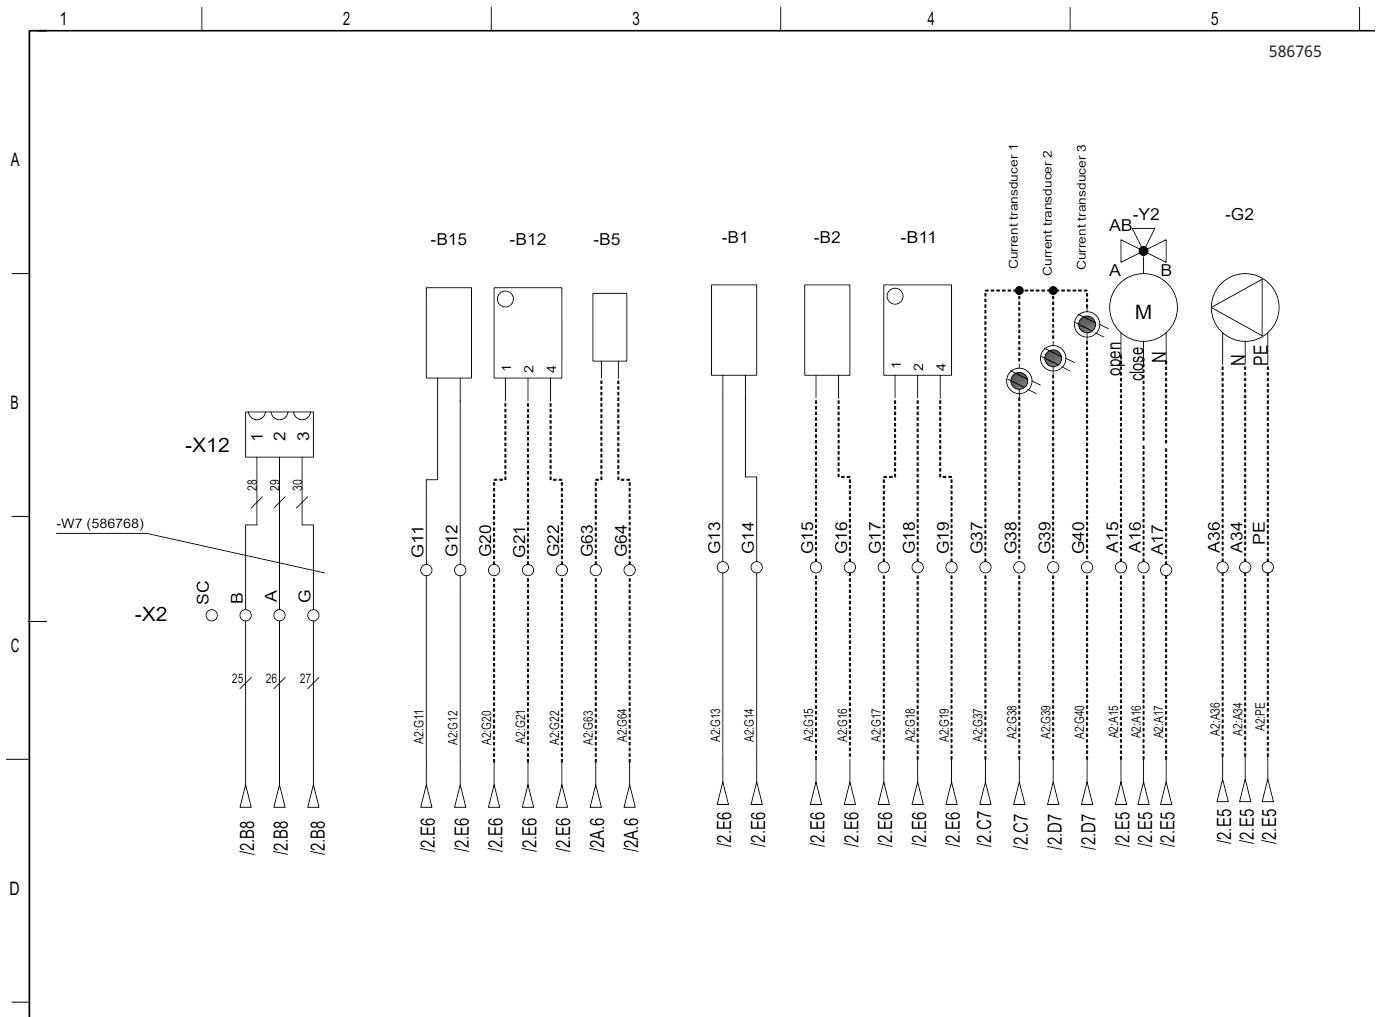 1 2 3 4 5
586765
A
B
C
D
Current transducer 1
Current transducer 2
Current transducer 3
-Y2
-G2
AB
A
B
-B15
-B12
-B5
-B1
-B2
-B11
M
open
close
N
N
PE
1 2 4
1 2 4
-X12
1 2 3
28 29 30
-W7 (586768)
G11 G12 G20 G21 G22 G63 G64 G13 G14 G15 G16 G17 G18 G19 G37 G38 G39 G40 A15 A16 A17 A36 A34 PE
-X2
SC B A G
25 26 27
A2:G11 A2:G12 A2:G20 A2:G21 A2:G22 A2:G63 A2:G64 A2:G13 A2:G14 A2:G15 A2:G16 A2:G17 A2:G18 A2:G19 A2:G37 A2:G38 A2:G39 A2:G40 A2:A15 A2:A16 A2:A17 A2:A36 A2:A34 A2:PE
/2.B8 /2.B8 /2.B8 /2.E6 /2.E6 /2.E6 /2.E6 /2.E6 /2A.6 /2A.6 /2.E6 /2.E6 /2.E6 /2.E6 /2.E6 /2.E6 /2.E6 /2.C7 /2.C7 /2.D7 /2.D7 /2.E5 /2.E5 /2.E5 /2.E5 /2.E5 /2.E5